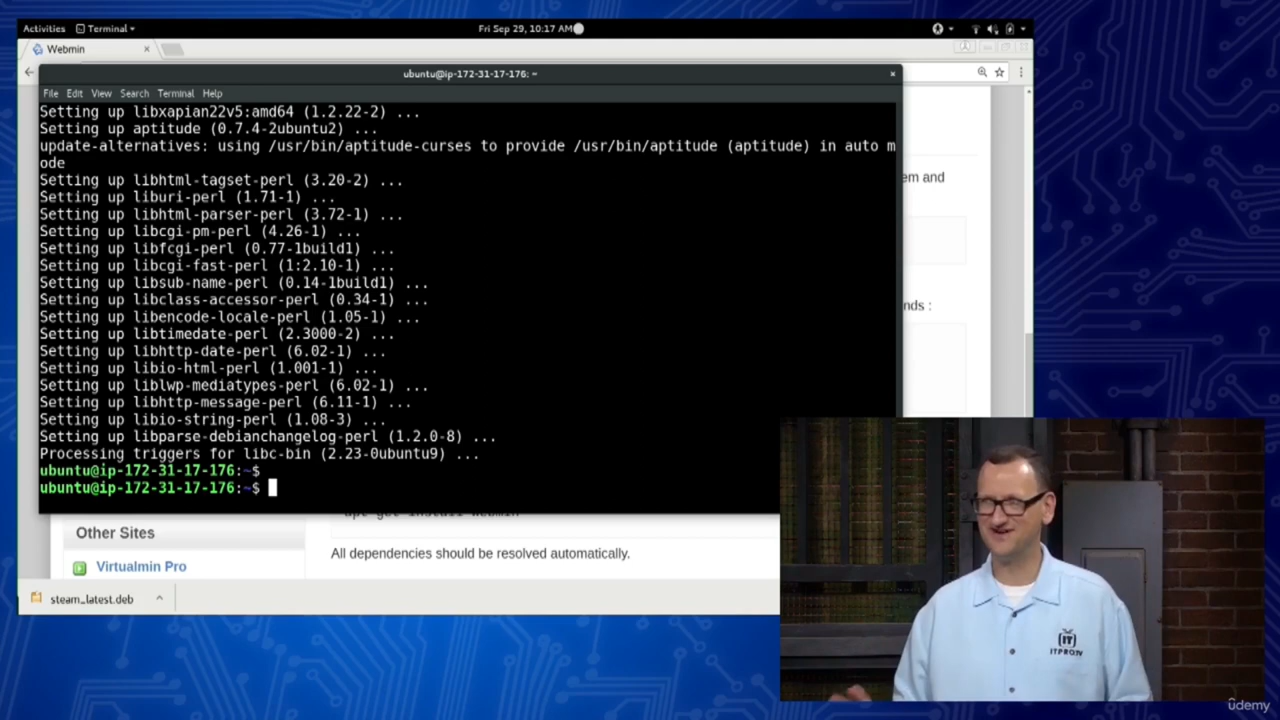 Activities Terminal Fri Sep 29, 10:17 AM
Webmin
ubuntu@ip-172-31-17-176: ~
File Edit View Search Terminal Help
Setting up libxapian22v5:amd64 (1.2.22-2) ...
Setting up aptitude (0.7.4-2ubuntu2) ...
update-alternatives: using /usr/bin/aptitude-curses to provide /usr/bin/aptitude (aptitude) in auto m
ode
Setting up libhtml-tagset-perl (3.20-2) ...
em and
Setting up liburi-perl (1.71-1) ...
Setting up libhtml-parser-perl (3.72-1) ...
Setting up libcgi-pm-perl (4.26-1) ...
Setting up libfcgi-perl (0.77-1build1) ...
Setting up libcgi-fast-perl (1:2.10-1) ...
Setting up libsub-name-perl (0.14-1build1) ...
Setting up libclass-accessor-perl (0.34-1) ...
nds :
Setting up libencode-locale-perl (1.05-1) ...
Setting up libtimedate-perl (2.3000-2) ...
Setting up libhttp-date-perl (6.02-1) ...
Setting up libio-html-perl (1.001-1) ...
Setting up liblwp-mediatypes-perl (6.02-1) ...
Setting up libhttp-message-perl (6.11-1) ...
Setting up libio-string-perl (1.08-3) ...
Setting up libparse-debianchangelog-perl (1.2.0-8) ...
Processing triggers for libc-bin (2.23-0ubuntu9) ...
ubuntu@ip-172-31-17-176:~$
ubuntu@ip-172-31-17-176:~$
apt-get install webmin
Other Sites
All dependencies should be resolved automatically.
Virtualmin Pro
steam_latest.deb
(IT)
ITPRO.TV
ûdemy